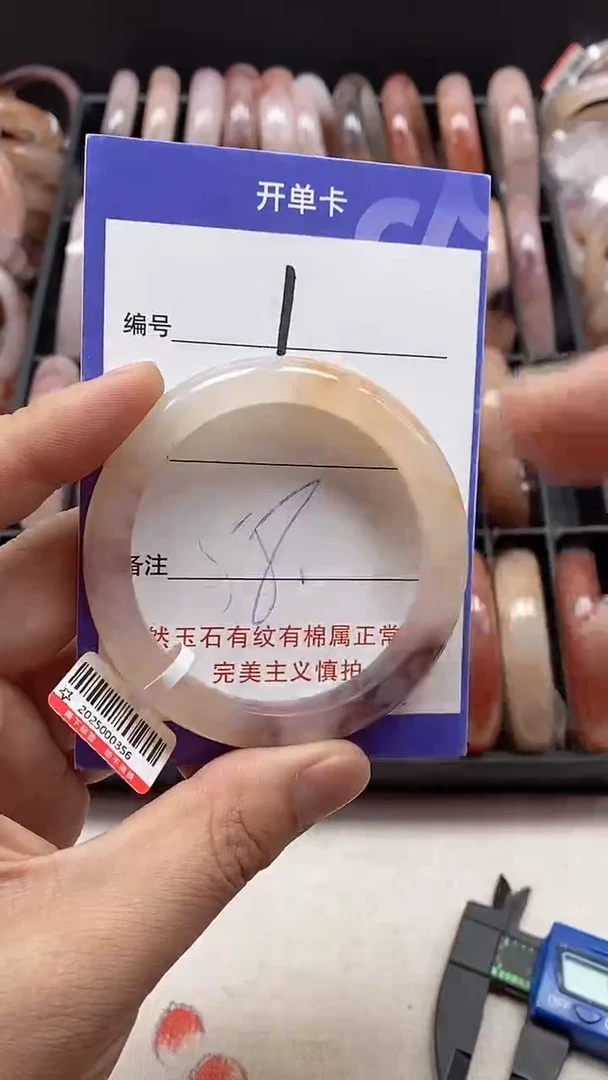 开单卡
编号 1
备注
然玉石有纹有棉属正常
完美主义慎拍
2025000356